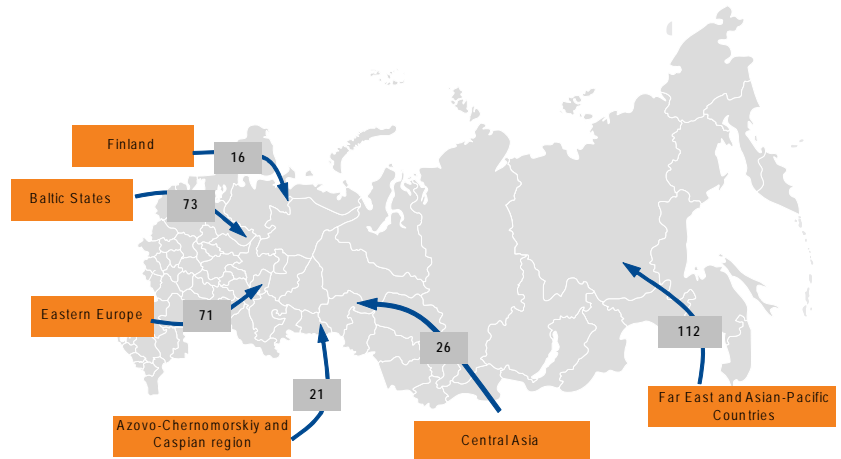 Finland
16
Baltic States
73
Eastern Europe
71
26
112
21
Far East and Asian-Pacific
Countries
Azovo-Chernomorskiy and
Caspian region
Central Asia